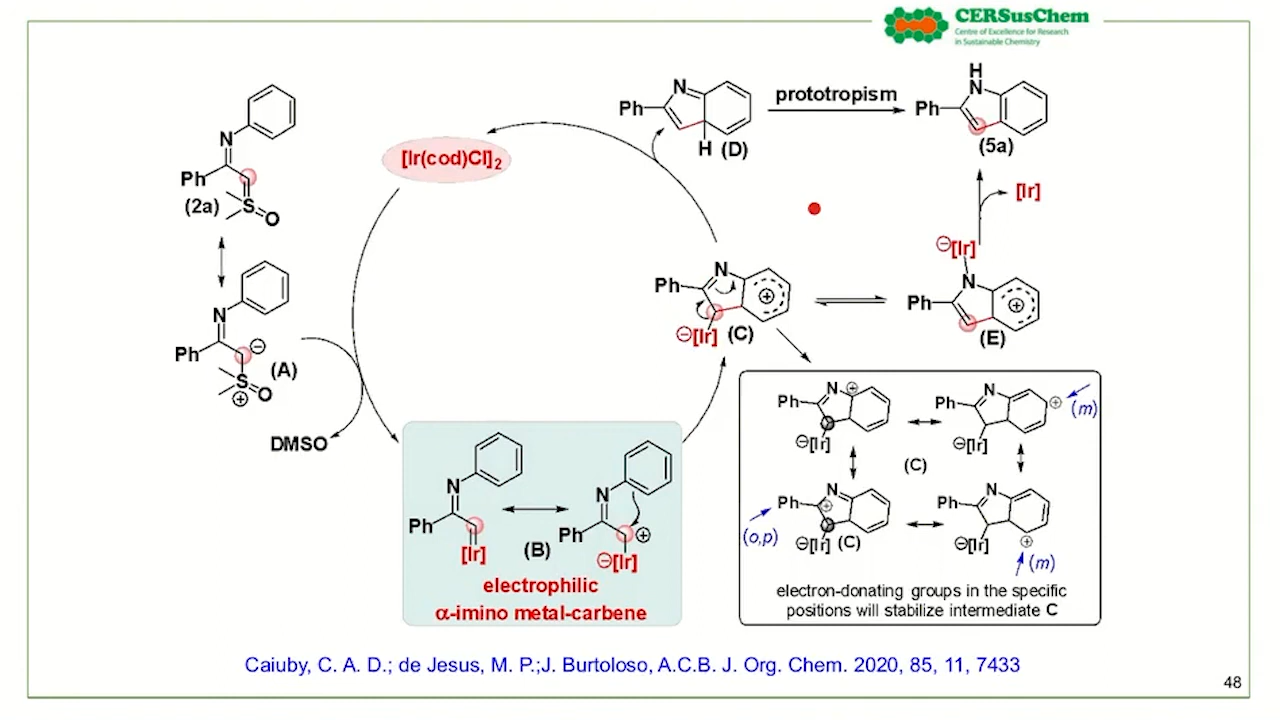 CERSusChem
Centre of Excellence for Research
in Sustainable Chemistry
N
Ph
(2a)
S
O
N
Ph
⊖
(A)
S
O
⊕
DMSO
[Ir(cod)Cl]2
N
Ph
[Ir]
(B)
N
Ph
⊕
⊖[Ir]
electrophilic
α-imino metal-carbene
N
Ph
H (D)
prototropism
H
N
Ph
(5a)
[Ir]
N
Ph
⊕
⊖[Ir] (C)
⊖[Ir]
N
Ph
⊕
(E)
N ⊕
Ph
⊖[Ir]
N
Ph
⊕
(m)
⊖[Ir]
(C)
N
Ph
⊕
(o,p)
⊖[Ir] (C)
N
Ph
⊖[Ir]
⊕
(m)
electron-donating groups in the specific
positions will stabilize intermediate C
Caiuby, C. A. D.; de Jesus, M. P.;J. Burtoloso, A.C.B. J. Org. Chem. 2020, 85, 11, 7433
48